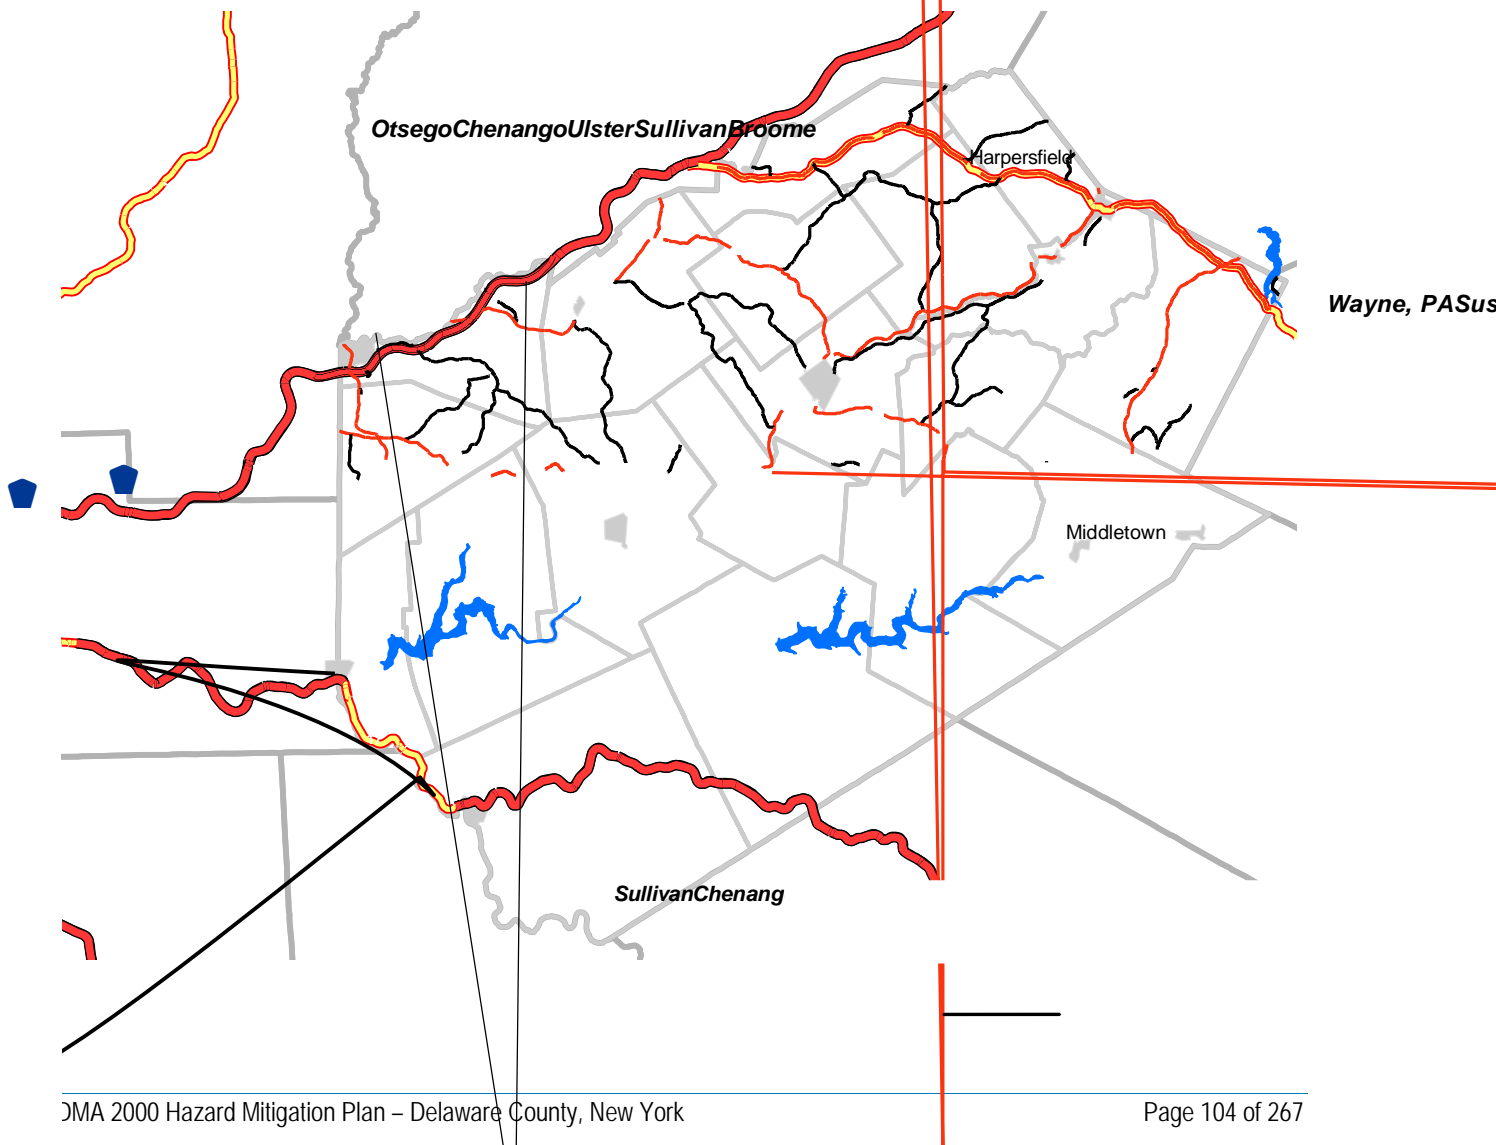 OtsegoChenangoUlsterSullivanBroome
Harpersfield
Wayne, PASus
Middletown
SullivanChenang
DMA 2000 Hazard Mitigation Plan – Delaware County, New York
Page 104 of 267